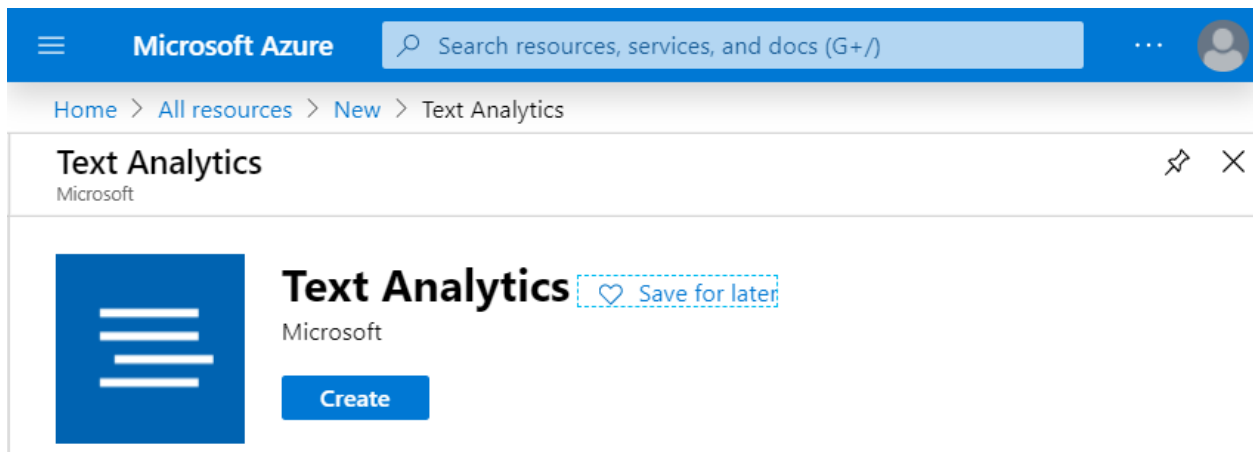 Microsoft Azure Search resources, services, and docs (G+/) ...
Home > All resources > New > Text Analytics
Text Analytics
Microsoft
Text Analytics Save for later
Microsoft
Create